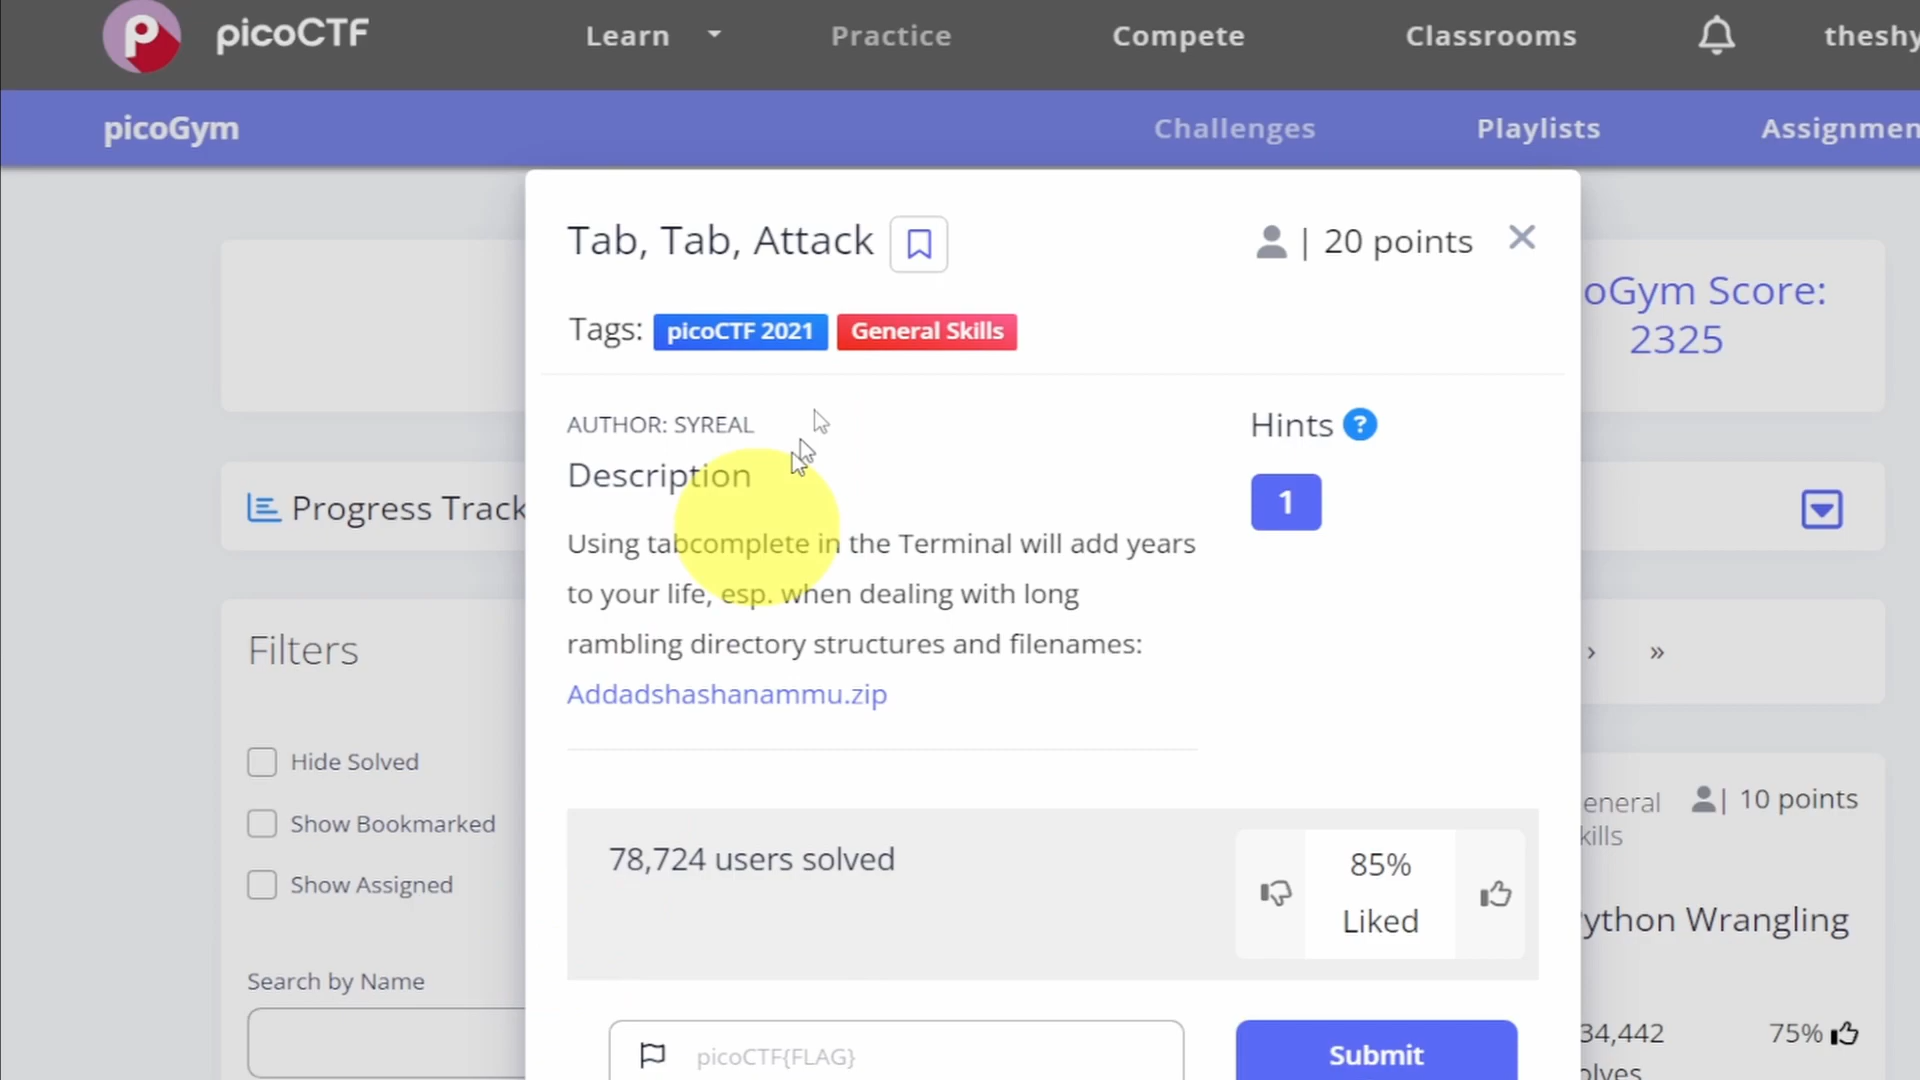 picoCTF
Learn
Practice
Compete
Classrooms
theshy
picoGym
Challenges
Playlists
Assignmen
Tab, Tab, Attack
| 20 points
Tags: picoCTF 2021 General Skills
AUTHOR: SYREAL
Description
Using tabcomplete in the Terminal will add years
to your life, esp. when dealing with long
rambling directory structures and filenames:
Addadshashanammu.zip
Hints ?
1
78,724 users solved
85%
Liked
picoCTF{FLAG}
Submit
oGym Score:
2325
Progress Track
Filters
Hide Solved
Show Bookmarked
Show Assigned
Search by Name
› »
eneral
kills
| 10 points
ython Wrangling
34,442
olves
75%